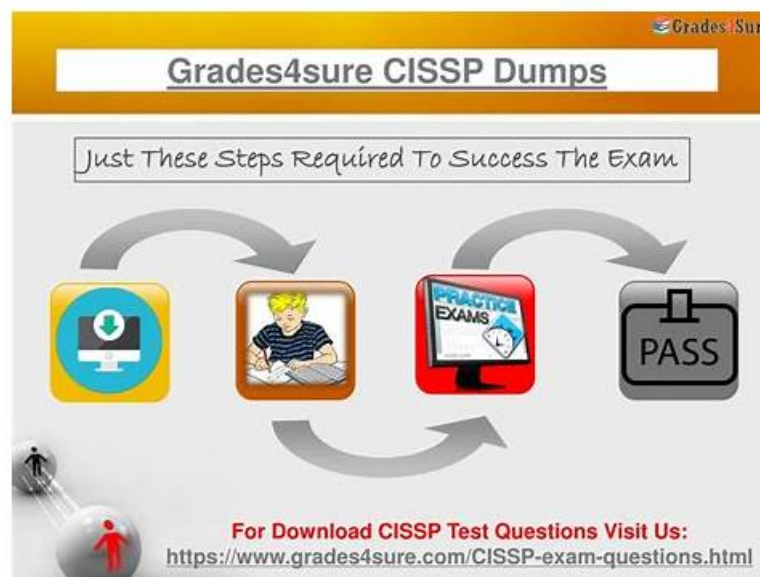 Grades4Sure
Grades4sure CISSP Dumps
Just These Steps Required To Success The Exam
PRACTICE
EXAMS
PASS
For Download CISSP Test Questions Visit Us:
https://www.grades4sure.com/CISSP-exam-questions.html